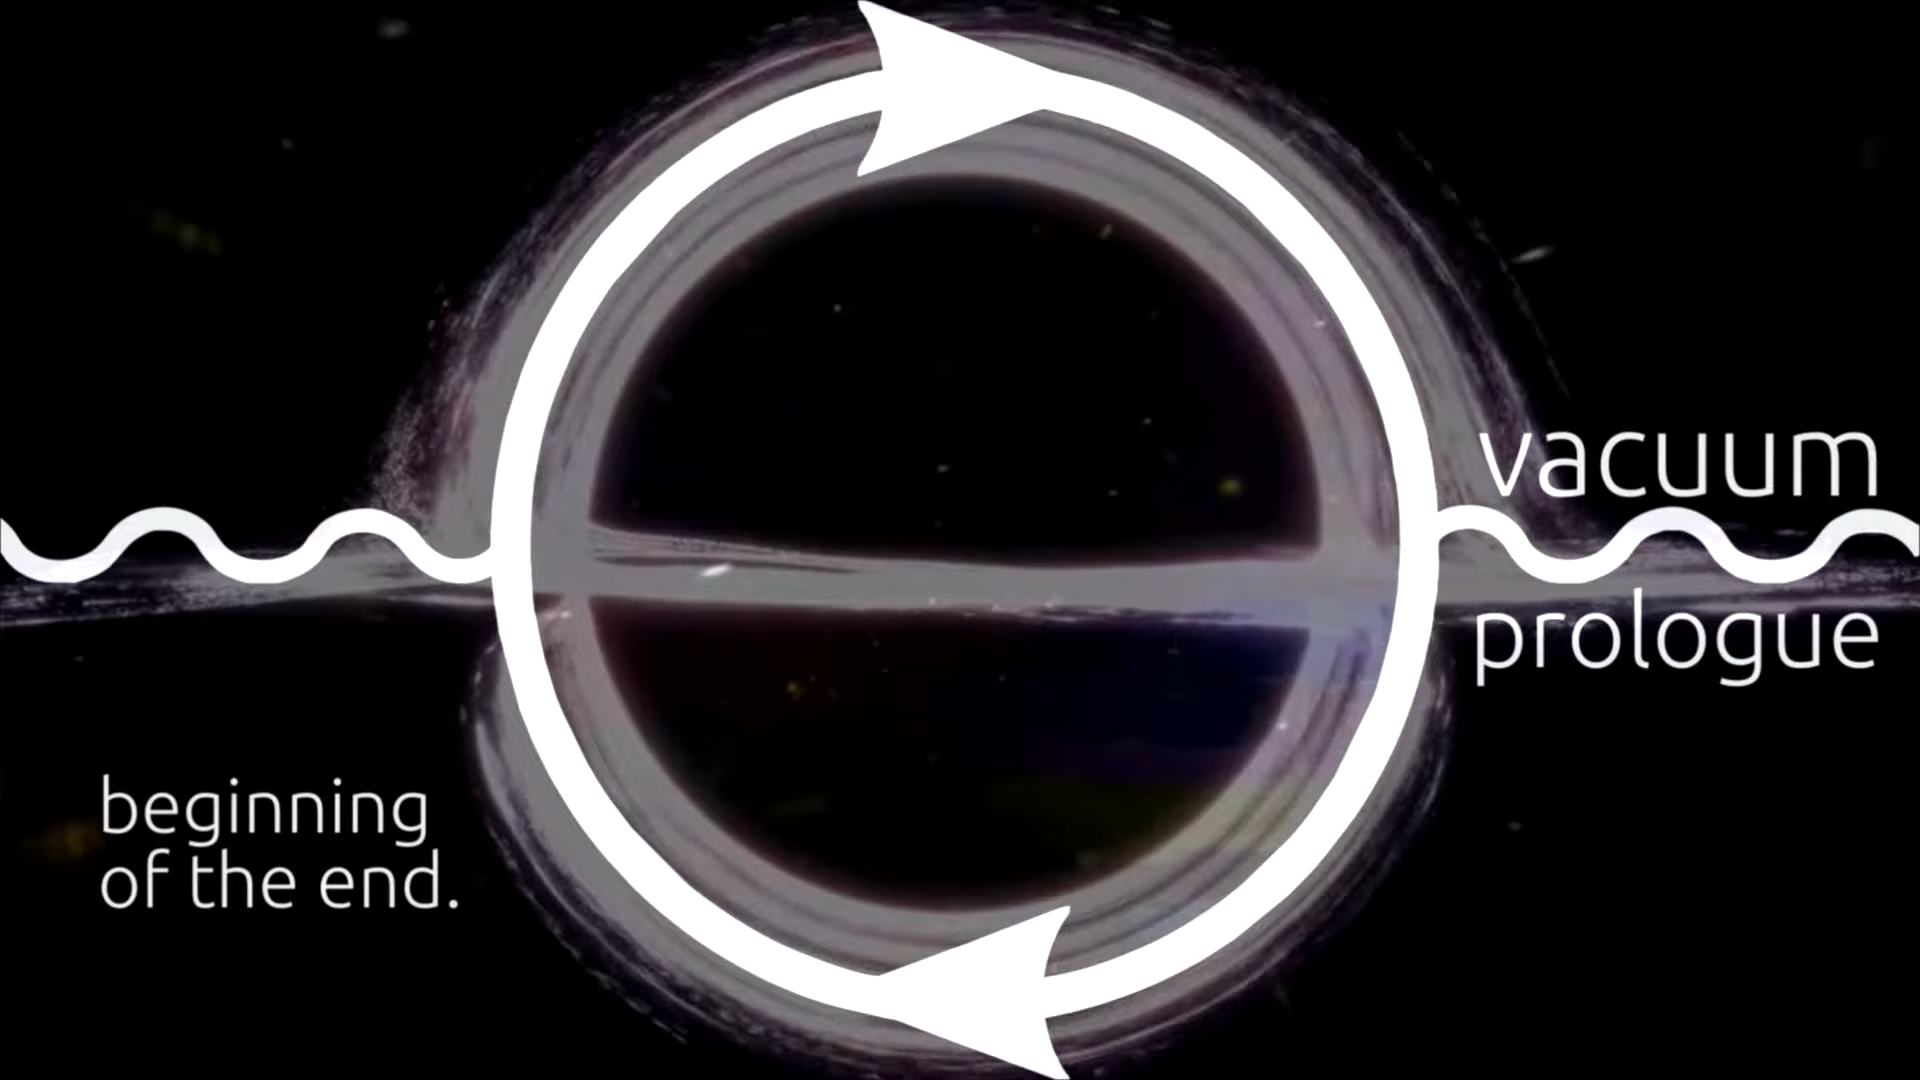 vacuum
prologue
beginning
of the end.